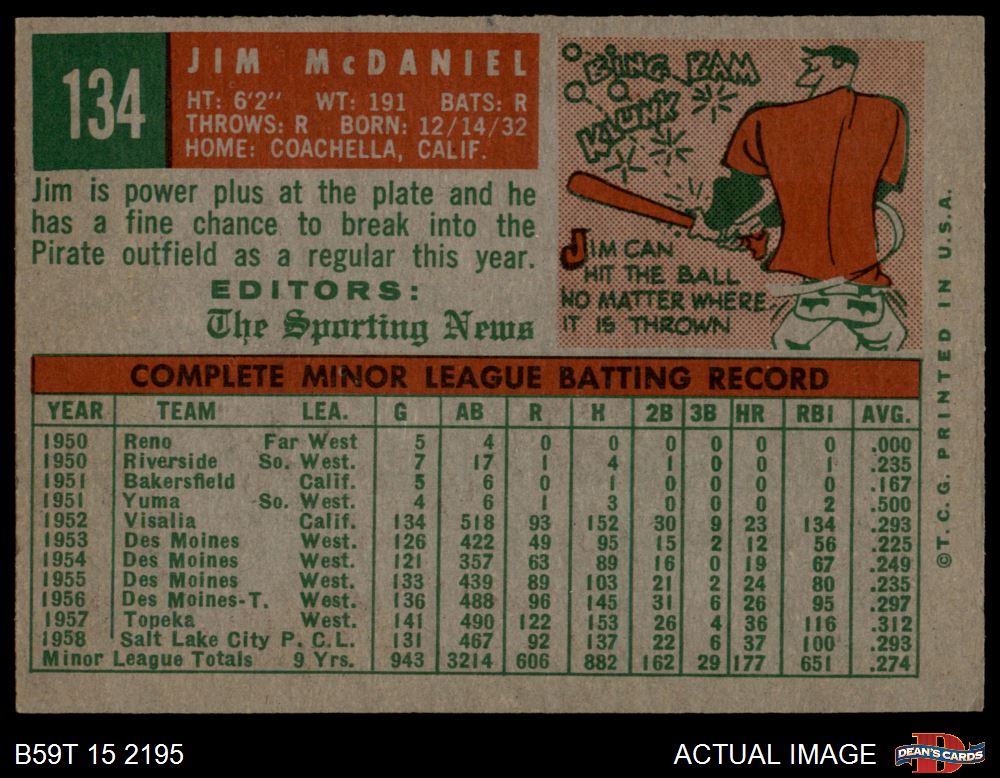 134
JIM McDANIEL
HT: 6'2" WT: 191 BATS: R
THROWS: R BORN: 12/14/32
HOME: COACHELLA, CALIF.
Jim is power plus at the plate and he
has a fine chance to break into the
Pirate outfield as a regular this year.
EDITORS:
The Sporting News
BING BAM
KLUNK
JIM CAN
HIT THE BALL
NO MATTER WHERE
IT IS THROWN
COMPLETE MINOR LEAGUE BATTING RECORD
YEAR TEAM LEA. G AB R H 2B 3B HR RBI AVG.
1950 Reno Far West 5 4 0 0 0 0 0 0 .000
1950 Riverside So. West. 7 17 1 4 1 0 0 1 .235
1951 Bakersfield Calif. 5 6 0 1 0 0 0 0 .167
1951 Yuma So. West. 4 6 1 3 0 0 0 2 .500
1952 Visalia Calif. 134 518 93 152 30 9 23 134 .293
1953 Des Moines West. 126 422 49 95 15 2 12 56 .225
1954 Des Moines West. 121 357 63 89 16 0 19 67 .249
1955 Des Moines West. 133 439 89 103 21 2 24 80 .235
1956 Des Moines-T. West. 136 488 96 145 31 6 26 95 .297
1957 Topeka West. 141 490 122 153 26 4 36 116 .312
1958 Salt Lake City P. C. L. 131 467 92 137 22 6 37 100 .293
Minor League Totals 9 Yrs. 943 3214 606 882 162 29 177 651 .274
©T. C. G. PRINTED IN U.S.A.
B59T 15 2195
ACTUAL IMAGE
DEAN'S CARDS